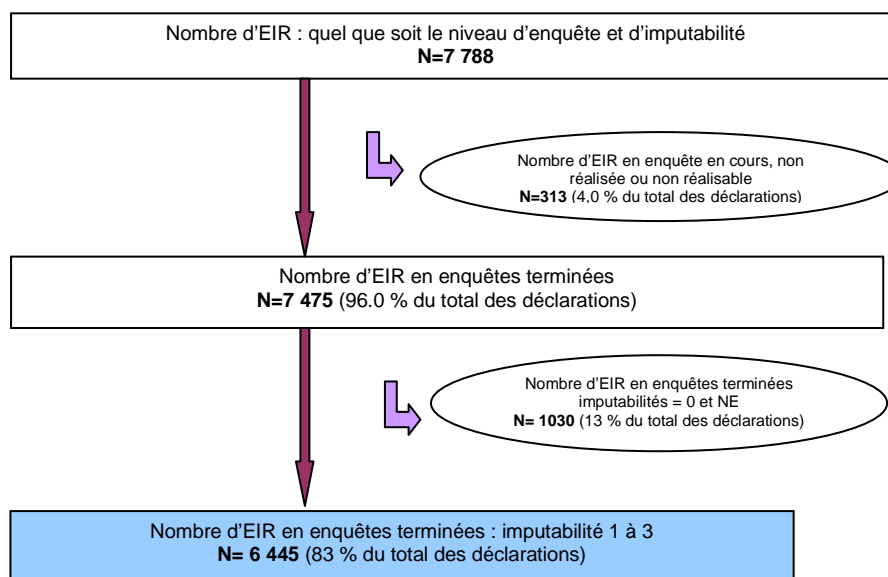 Nombre d'EIR : quel que soit le niveau d'enquête et d'imputabilité
N=7 788
Nombre d'EIR en enquête en cours, non
réalisée ou non réalisable
N=313 (4,0 % du total des déclarations)
Nombre d'EIR en enquêtes terminées
N=7 475 (96.0 % du total des déclarations)
Nombre d'EIR en enquêtes terminées
imputabilités = 0 et NE
N= 1030 (13 % du total des déclarations)
Nombre d'EIR en enquêtes terminées : imputabilité 1 à 3
N= 6 445 (83 % du total des déclarations)